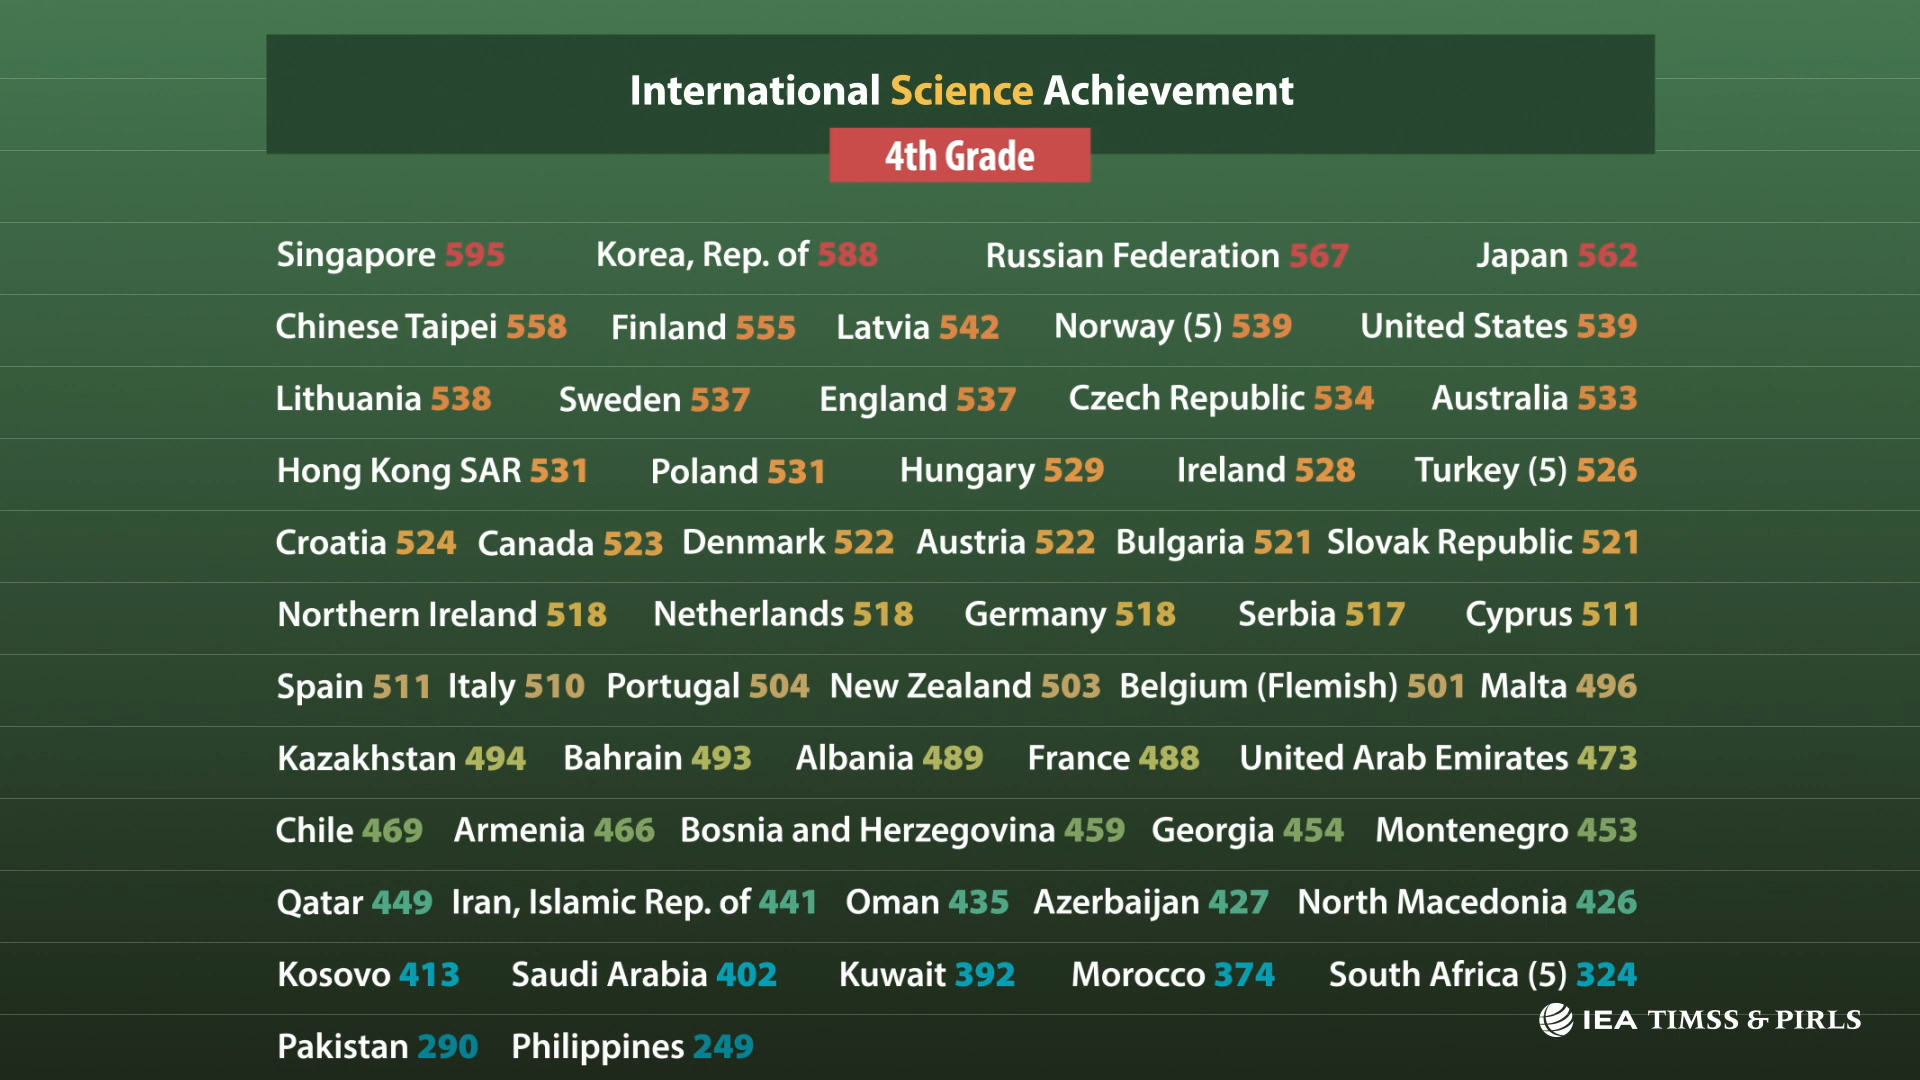 International Science Achievement
4th Grade
Singapore 595 Korea, Rep. of 588 Russian Federation 567 Japan 562
Chinese Taipei 558 Finland 555 Latvia 542 Norway (5) 539 United States 539
Lithuania 538 Sweden 537 England 537 Czech Republic 534 Australia 533
Hong Kong SAR 531 Poland 531 Hungary 529 Ireland 528 Turkey (5) 526
Croatia 524 Canada 523 Denmark 522 Austria 522 Bulgaria 521 Slovak Republic 521
Northern Ireland 518 Netherlands 518 Germany 518 Serbia 517 Cyprus 511
Spain 511 Italy 510 Portugal 504 New Zealand 503 Belgium (Flemish) 501 Malta 496
Kazakhstan 494 Bahrain 493 Albania 489 France 488 United Arab Emirates 473
Chile 469 Armenia 466 Bosnia and Herzegovina 459 Georgia 454 Montenegro 453
Qatar 449 Iran, Islamic Rep. of 441 Oman 435 Azerbaijan 427 North Macedonia 426
Kosovo 413 Saudi Arabia 402 Kuwait 392 Morocco 374 South Africa (5) 324
IEA TIMSS & PIRLS
Pakistan 290 Philippines 249